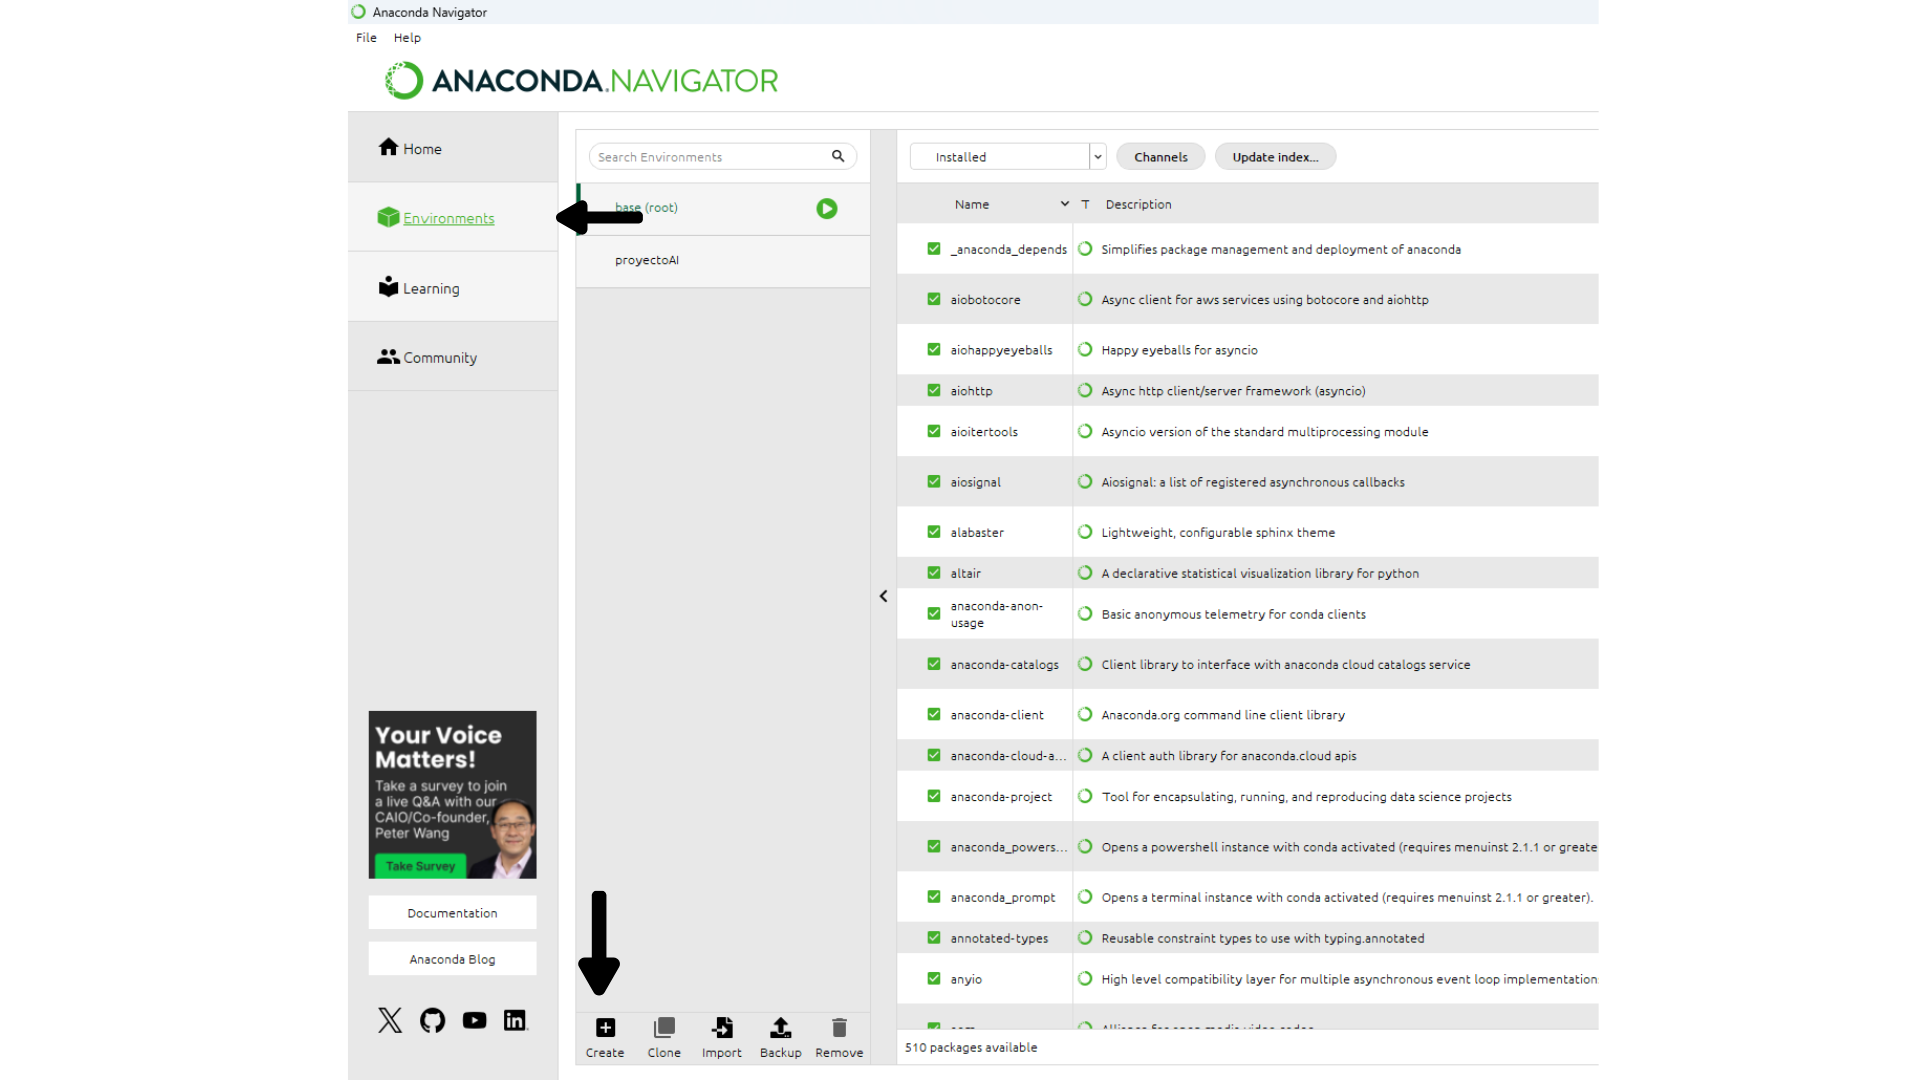 Anaconda Navigator
File Help
ANACONDA.NAVIGATOR
Home
Environments
Learning
Community
Your Voice
Matters!
Take a survey to join
a live Q&A with our
CAIO/Co-founder,
Peter Wang
Take Survey
Documentation
Anaconda Blog
Search Environments
base (root)
proyectoAI
Create Clone Import Backup Remove
Installed Channels Update index...
Name T Description
_anaconda_depends Simplifies package management and deployment of anaconda
aiobotocore Async client for aws services using botocore and aiohttp
aiohappyeyeballs Happy eyeballs for asyncio
aiohttp Async http client/server framework (asyncio)
aioitertools Asyncio version of the standard multiprocessing module
aiosignal Aiosignal: a list of registered asynchronous callbacks
alabaster Lightweight, configurable sphinx theme
altair A declarative statistical visualization library for python
anaconda-anon-
usage Basic anonymous telemetry for conda clients
anaconda-catalogs Client library to interface with anaconda cloud catalogs service
anaconda-client Anaconda.org command line client library
anaconda-cloud-a... A client auth library for anaconda.cloud apis
anaconda-project Tool for encapsulating, running, and reproducing data science projects
anaconda_powers... Opens a powershell instance with conda activated (requires menuinst 2.1.1 or greate
anaconda_prompt Opens a terminal instance with conda activated (requires menuinst 2.1.1 or greater).
annotated-types Reusable constraint types to use with typing.annotated
anyio High level compatibility layer for multiple asynchronous event loop implementation
510 packages available